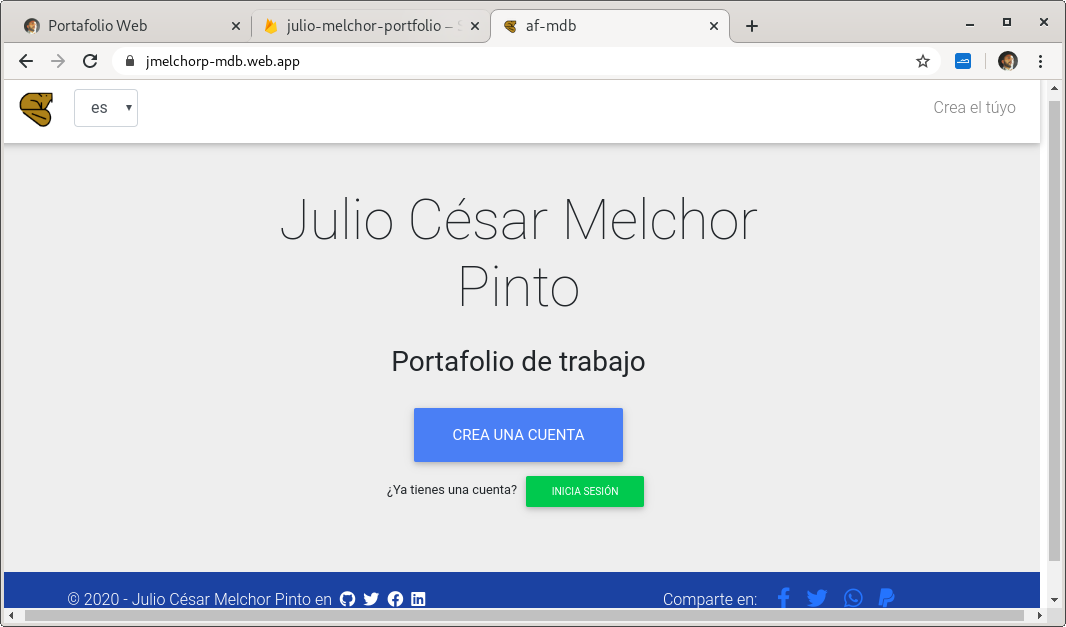 Portafolio Web
julio-melchor-portfolio –
af-mdb
jmelchorp-mdb.web.app
es
Crea el túyo
Julio César Melchor
Pinto
Portafolio de trabajo
CREA UNA CUENTA
¿Ya tienes una cuenta? INICIA SESIÓN
© 2020 - Julio César Melchor Pinto en
Comparte en: